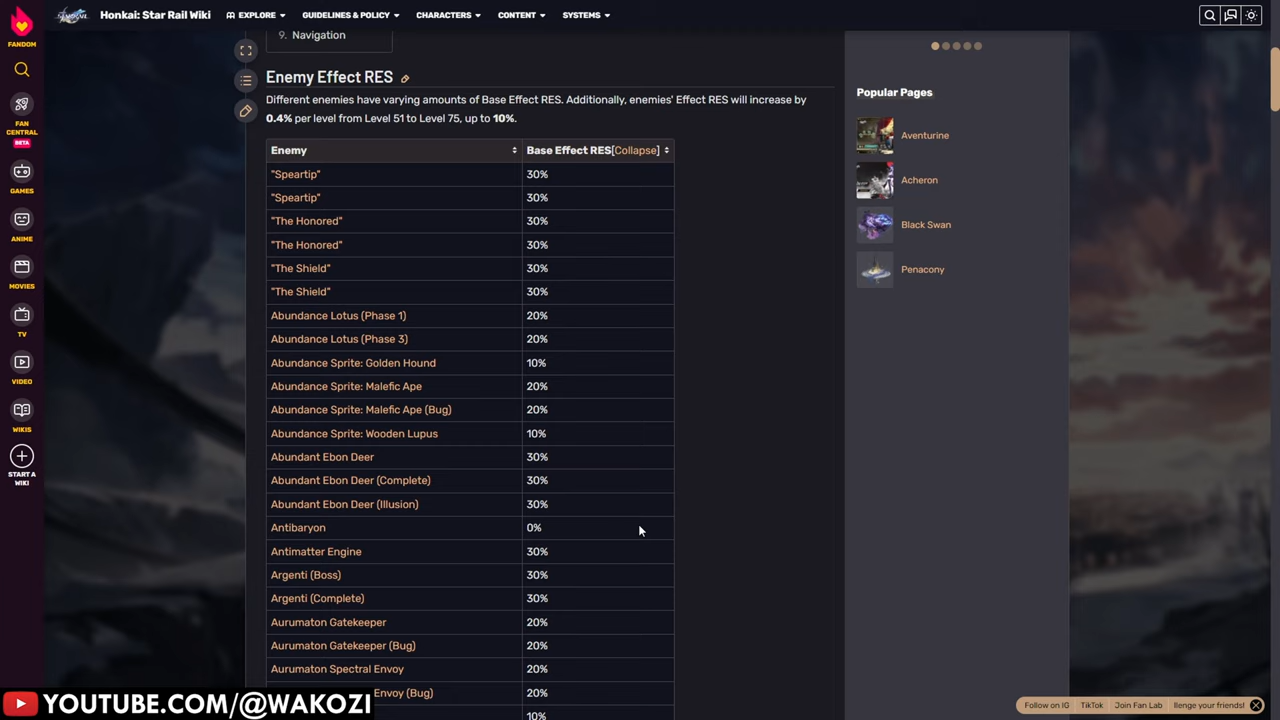 Honkai: Star Rail Wiki
EXPLORE
GUIDELINES & POLICY
CHARACTERS
CONTENT
SYSTEMS
FANDOM
FAN
CENTRAL
BETA
GAMES
ANIME
MOVIES
TV
VIDEO
WIKIS
START A
WIKI
9. Navigation
Enemy Effect RES
Different enemies have varying amounts of Base Effect RES. Additionally, enemies' Effect RES will increase by
0.4% per level from Level 51 to Level 75, up to 10%.
Enemy Base Effect RES[Collapse]
"Speartip" 30%
"Speartip" 30%
"The Honored" 30%
"The Honored" 30%
"The Shield" 30%
"The Shield" 30%
Abundance Lotus (Phase 1) 20%
Abundance Lotus (Phase 3) 20%
Abundance Sprite: Golden Hound 10%
Abundance Sprite: Malefic Ape 20%
Abundance Sprite: Malefic Ape (Bug) 20%
Abundance Sprite: Wooden Lupus 10%
Abundant Ebon Deer 30%
Abundant Ebon Deer (Complete) 30%
Abundant Ebon Deer (Illusion) 30%
Antibaryon 0%
Antimatter Engine 30%
Argenti (Boss) 30%
Argenti (Complete) 30%
Aurumaton Gatekeeper 20%
Aurumaton Gatekeeper (Bug) 20%
Aurumaton Spectral Envoy 20%
Envoy (Bug) 20%
10%
Popular Pages
Aventurine
Acheron
Black Swan
Penacony
YOUTUBE.COM/@WAKOZI
Follow on IG TikTok Join Fan Lab llenge your friends!